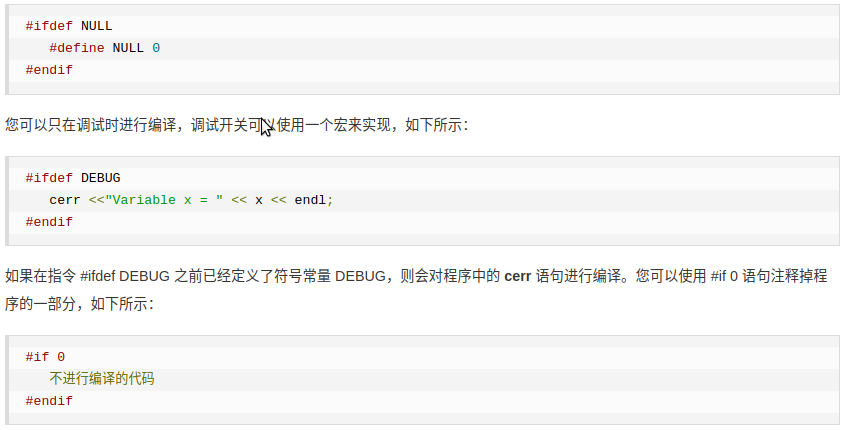 #ifdef NULL
   #define NULL 0
#endif
您可以只在调试时进行编译，调试开关可以使用一个宏来实现，如下所示：
#ifdef DEBUG
   cerr <<"Variable x = " << x << endl;
#endif
如果在指令 #ifdef DEBUG 之前已经定义了符号常量 DEBUG，则会对程序中的 cerr 语句进行编译。您可以使用 #if 0 语句注释掉程
序的一部分，如下所示：
#if 0
   不进行编译的代码
#endif